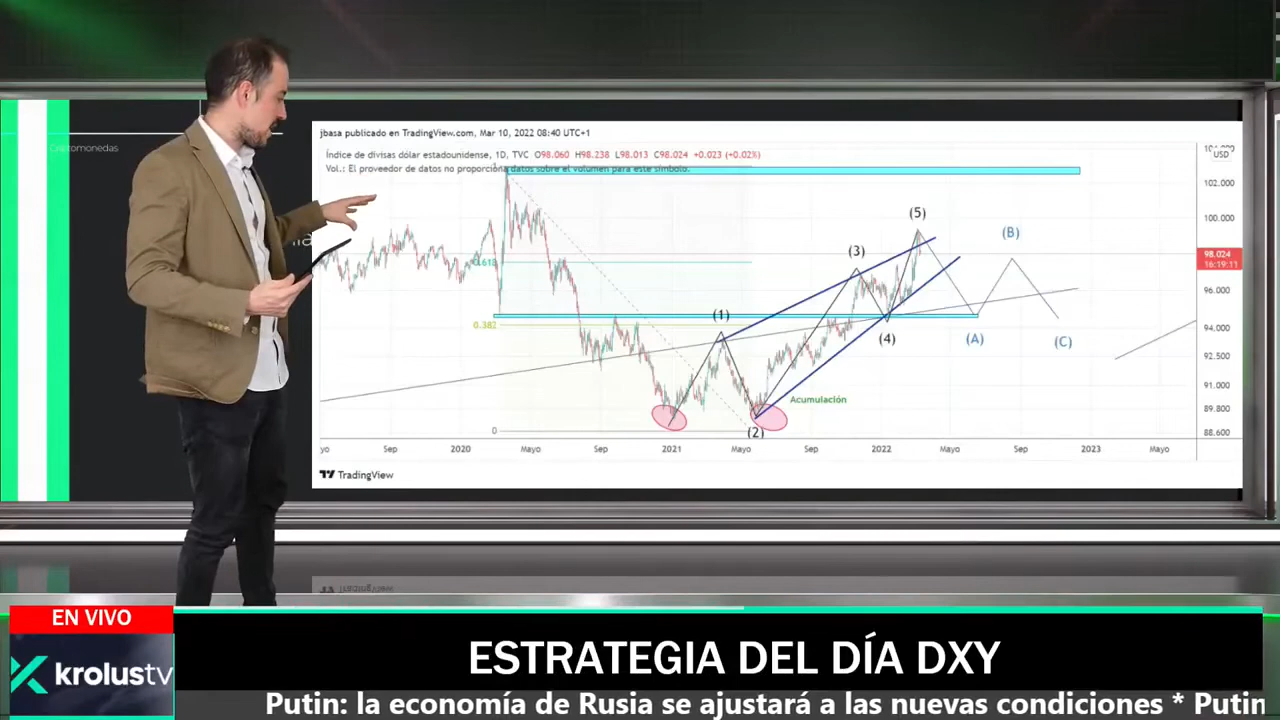 Criptomonedas
jbasa publicado en TradingView.com, Mar 10, 2022 08:40 UTC+1
Índice de divisas dólar estadounidense, 1D, TVC O98.060 H98.238 L98.013 C98.024 +0.023 (+0.02%)
Vol.: El proveedor de datos no proporciona datos sobre el volumen para este símbolo.
USD
102.000
100.000
98.024
16:19:11
96.000
94.000
92.500
91.000
89.800
88.600
0.618
0.382
0
(1)
(2)
(3)
(4)
(5)
(A)
(B)
(C)
Acumulación
yo Sep 2020 Mayo Sep 2021 Mayo Sep 2022 Mayo Sep 2023 Mayo
TradingView
EN VIVO
krolustv
ESTRATEGIA DEL DÍA DXY
Putin: la economía de Rusia se ajustará a las nuevas condiciones * Putin